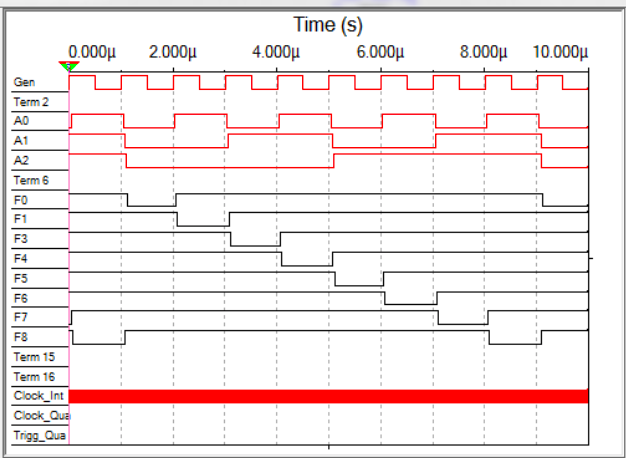 Time (s)
0.000µ 2.000µ 4.000µ 6.000µ 8.000µ 10.000µ
Gen
Term 2
A0
A1
A2
Term 6
F0
F1
F3
F4
F5
F6
F7
F8
Term 15
Term 16
Clock_Int
Clock_Qua
Trigg_Qua